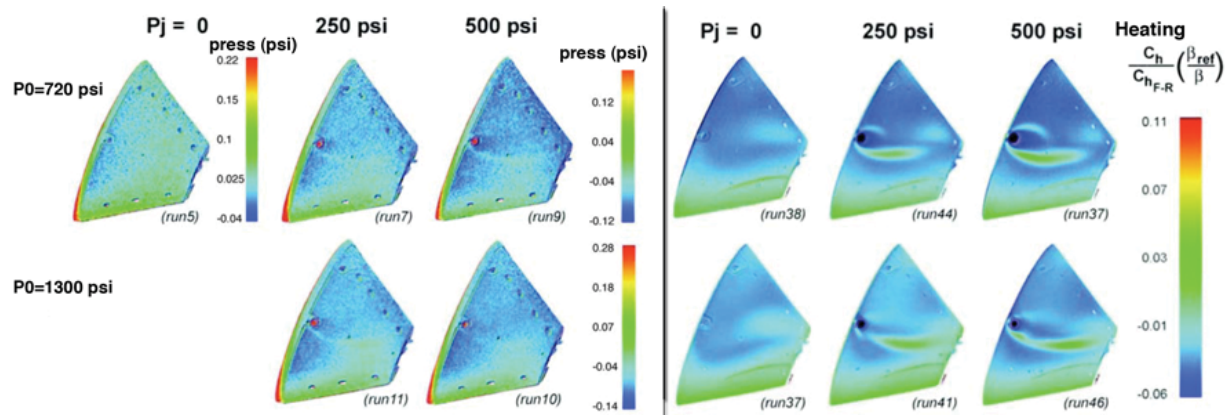 Pj = 0
250 psi
500 psi
press (psi)
press (psi)
P0=720 psi
0.22
0.15
0.1
0.025
-0.04
0.12
0.04
-0.04
-0.12
(run5)
(run7)
(run9)
P0=1300 psi
0.28
0.18
0.07
-0.04
-0.14
(run11)
(run10)
Pj = 0
250 psi
500 psi
Heating
C_h / C_h_F-R (β_ref / β)
0.11
0.07
0.03
-0.01
-0.06
(run38)
(run44)
(run37)
(run37)
(run41)
(run46)